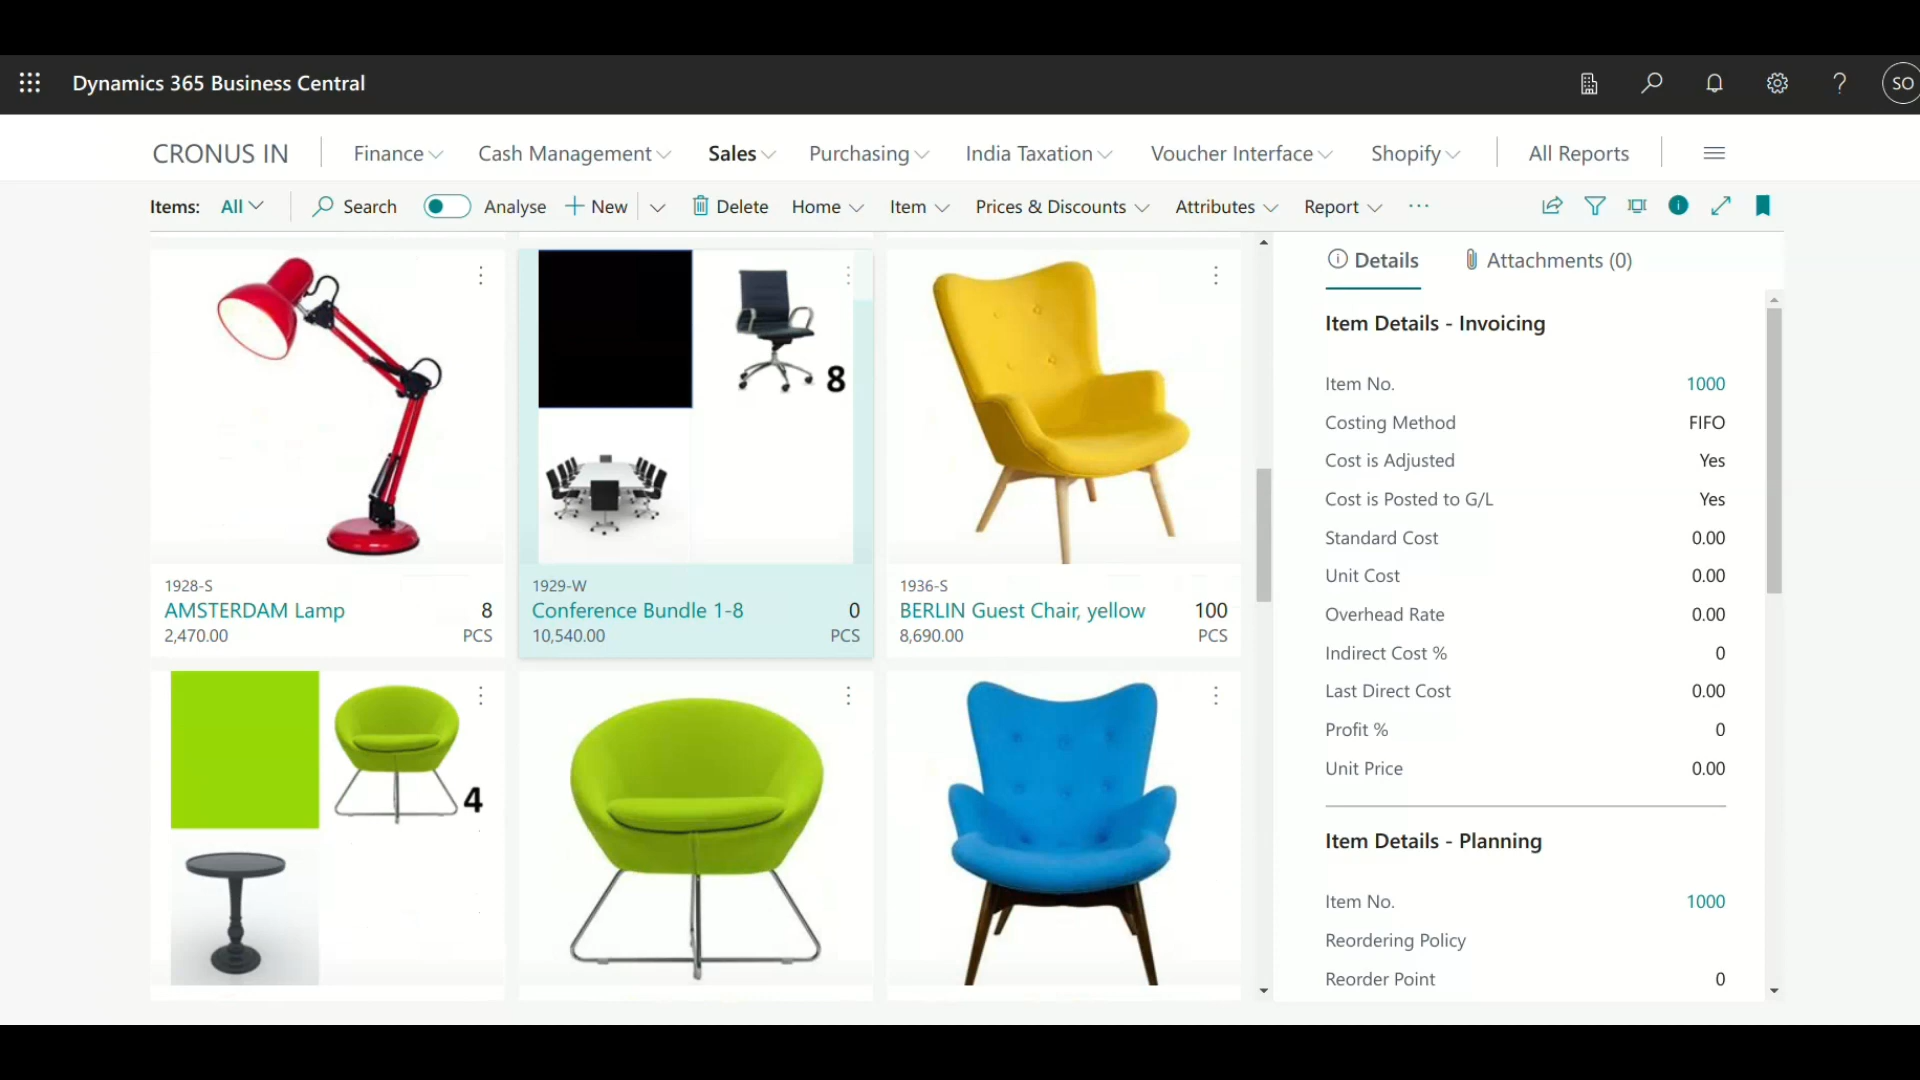 Dynamics 365 Business Central
SO
CRONUS IN
Finance
Cash Management
Sales
Purchasing
India Taxation
Voucher Interface
Shopify
All Reports
Items:
All
Search
Analyse
New
Delete
Home
Item
Prices & Discounts
Attributes
Report
1928-S
AMSTERDAM Lamp 8
2,470.00 PCS
8
1929-W
Conference Bundle 1-8 0
10,540.00 PCS
1936-S
BERLIN Guest Chair, yellow 100
8,690.00 PCS
4
Details
Attachments (0)
Item Details - Invoicing
Item No. 1000
Costing Method FIFO
Cost is Adjusted Yes
Cost is Posted to G/L Yes
Standard Cost 0.00
Unit Cost 0.00
Overhead Rate 0.00
Indirect Cost % 0
Last Direct Cost 0.00
Profit % 0
Unit Price 0.00
Item Details - Planning
Item No. 1000
Reordering Policy
Reorder Point 0